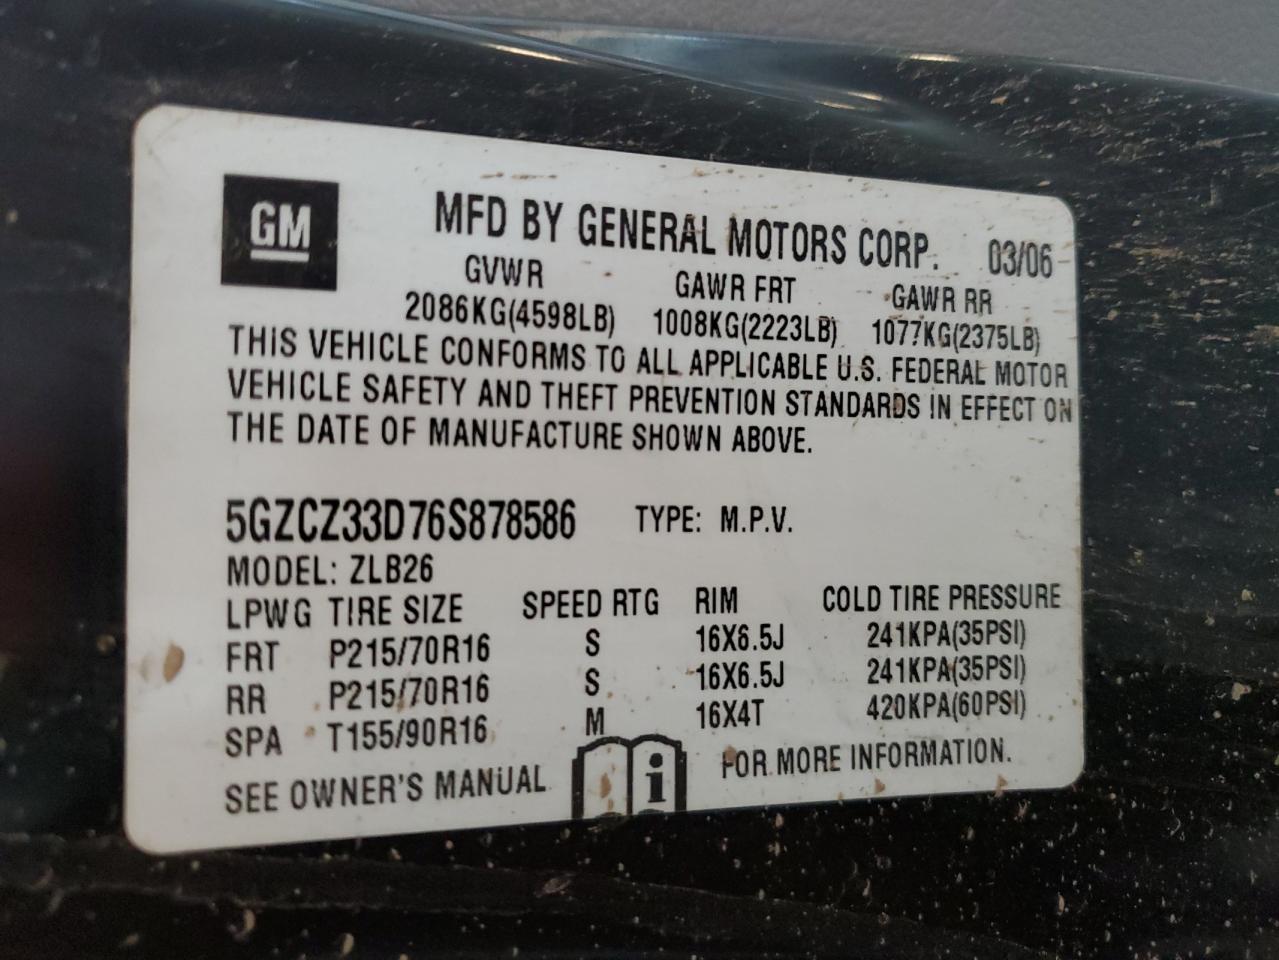 GM
MFD BY GENERAL MOTORS CORP. 03/06
GVWR GAWR FRT GAWR RR
2086KG(4598LB) 1008KG(2223LB) 1077KG(2375LB)
THIS VEHICLE CONFORMS TO ALL APPLICABLE U.S. FEDERAL MOTOR
VEHICLE SAFETY AND THEFT PREVENTION STANDARDS IN EFFECT ON
THE DATE OF MANUFACTURE SHOWN ABOVE.
5GZCZ33D76S878586 TYPE: M.P.V.
MODEL: ZLB26
LPWG TIRE SIZE SPEED RTG RIM COLD TIRE PRESSURE
FRT P215/70R16 S 16X6.5J 241KPA(35PSI)
RR P215/70R16 S 16X6.5J 241KPA(35PSI)
SPA T155/90R16 M 16X4T 420KPA(60PSI)
SEE OWNER'S MANUAL i FOR MORE INFORMATION.